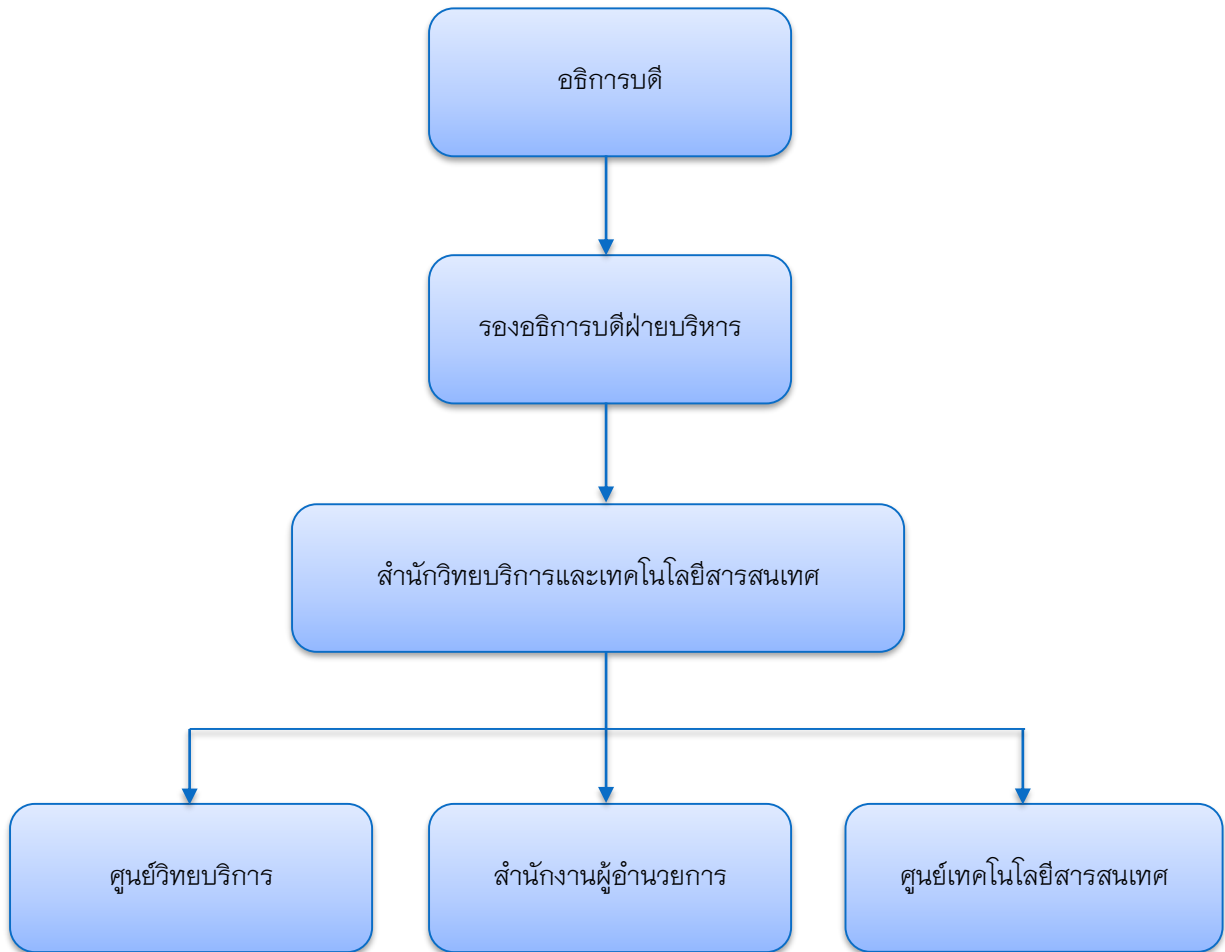 อธิการบดี
รองอธิการบดีฝ่ายบริหาร
สำนักวิทยบริการและเทคโนโลยีสารสนเทศ
ศูนย์วิทยบริการ
สำนักงานผู้อำนวยการ
ศูนย์เทคโนโลยีสารสนเทศ